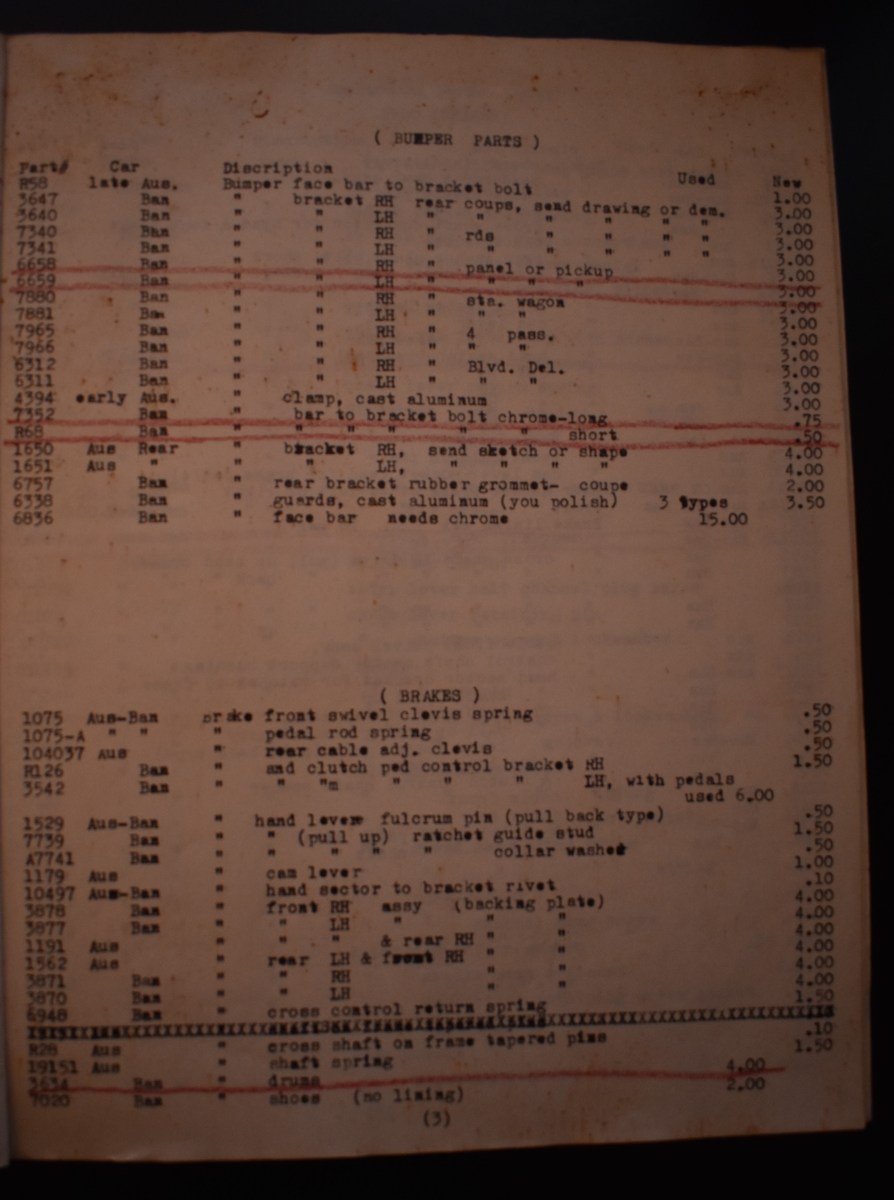 ( BUMPER PARTS )
Part# Car Discription Used New
R58 late Aus. Bumper face bar to bracket bolt 1.00
3647 Ban " bracket RH rear coups, send drawing or dem. 3.00
3640 Ban " " LH " " " " " " 3.00
7340 Ban " " RH " rds " " " " 3.00
7341 Ban " " LH " " " " " " 3.00
6658 Ban " " RH " panel or pickup 3.00
6659 Ban " " LH " " " " 3.00
7880 Ban " " RH " sta. wagon 3.00
7881 Ban " " LH " " " 3.00
7965 Ban " " RH " 4 pass. 3.00
7966 Ban " " LH " " " 3.00
6312 Ban " " RH " Blvd. Del. 3.00
6311 Ban " " LH " " " 3.00
4394 early Aus. " clamp, cast aluminum 3.00
7352 Ban " bar to bracket bolt chrome-long .75
R68 Ban " " " " " " short .50
1650 Aus Rear " bracket RH, send sketch or shape 4.00
1651 Aus " " " LH, " " " " 4.00
6757 Ban " rear bracket rubber grommet- coupe 2.00
6338 Ban " guards, cast aluminum (you polish) 3 types 3.50
6836 Ban " face bar needs chrome 15.00
( BRAKES )
1075 Aus-Ban brake front swivel clevis spring .50
1075-A " " " pedal rod spring .50
104037 Aus " rear cable adj. clevis .50
R126 Ban " and clutch ped control bracket RH 1.50
3542 Ban " " "m " " " LH, with pedals
used 6.00
1529 Aus-Ban " hand lever fulcrum pin (pull back type) .50
7739 Ban " " (pull up) ratchet guide stud 1.50
A7741 Ban " " " " " collar washer .50
1179 Aus " cam lever 1.00
10497 Aus-Ban " hand sector to bracket rivet .10
3878 Ban " front RH assy (backing plate) 4.00
3877 Ban " " LH " " " 4.00
1191 Aus " " " & rear RH " " 4.00
1562 Aus " rear LH & front RH " " 4.00
3871 Ban " " RH " " 4.00
3870 Ban " " LH " " 4.00
6948 Ban " cross control return spring 1.50
R28 Aus " cross shaft on frame tapered pins .10
19151 Aus " shaft spring 1.50
3634 Ban " drums 4.00
7020 Ban " shoes (no lining) 2.00
(3)